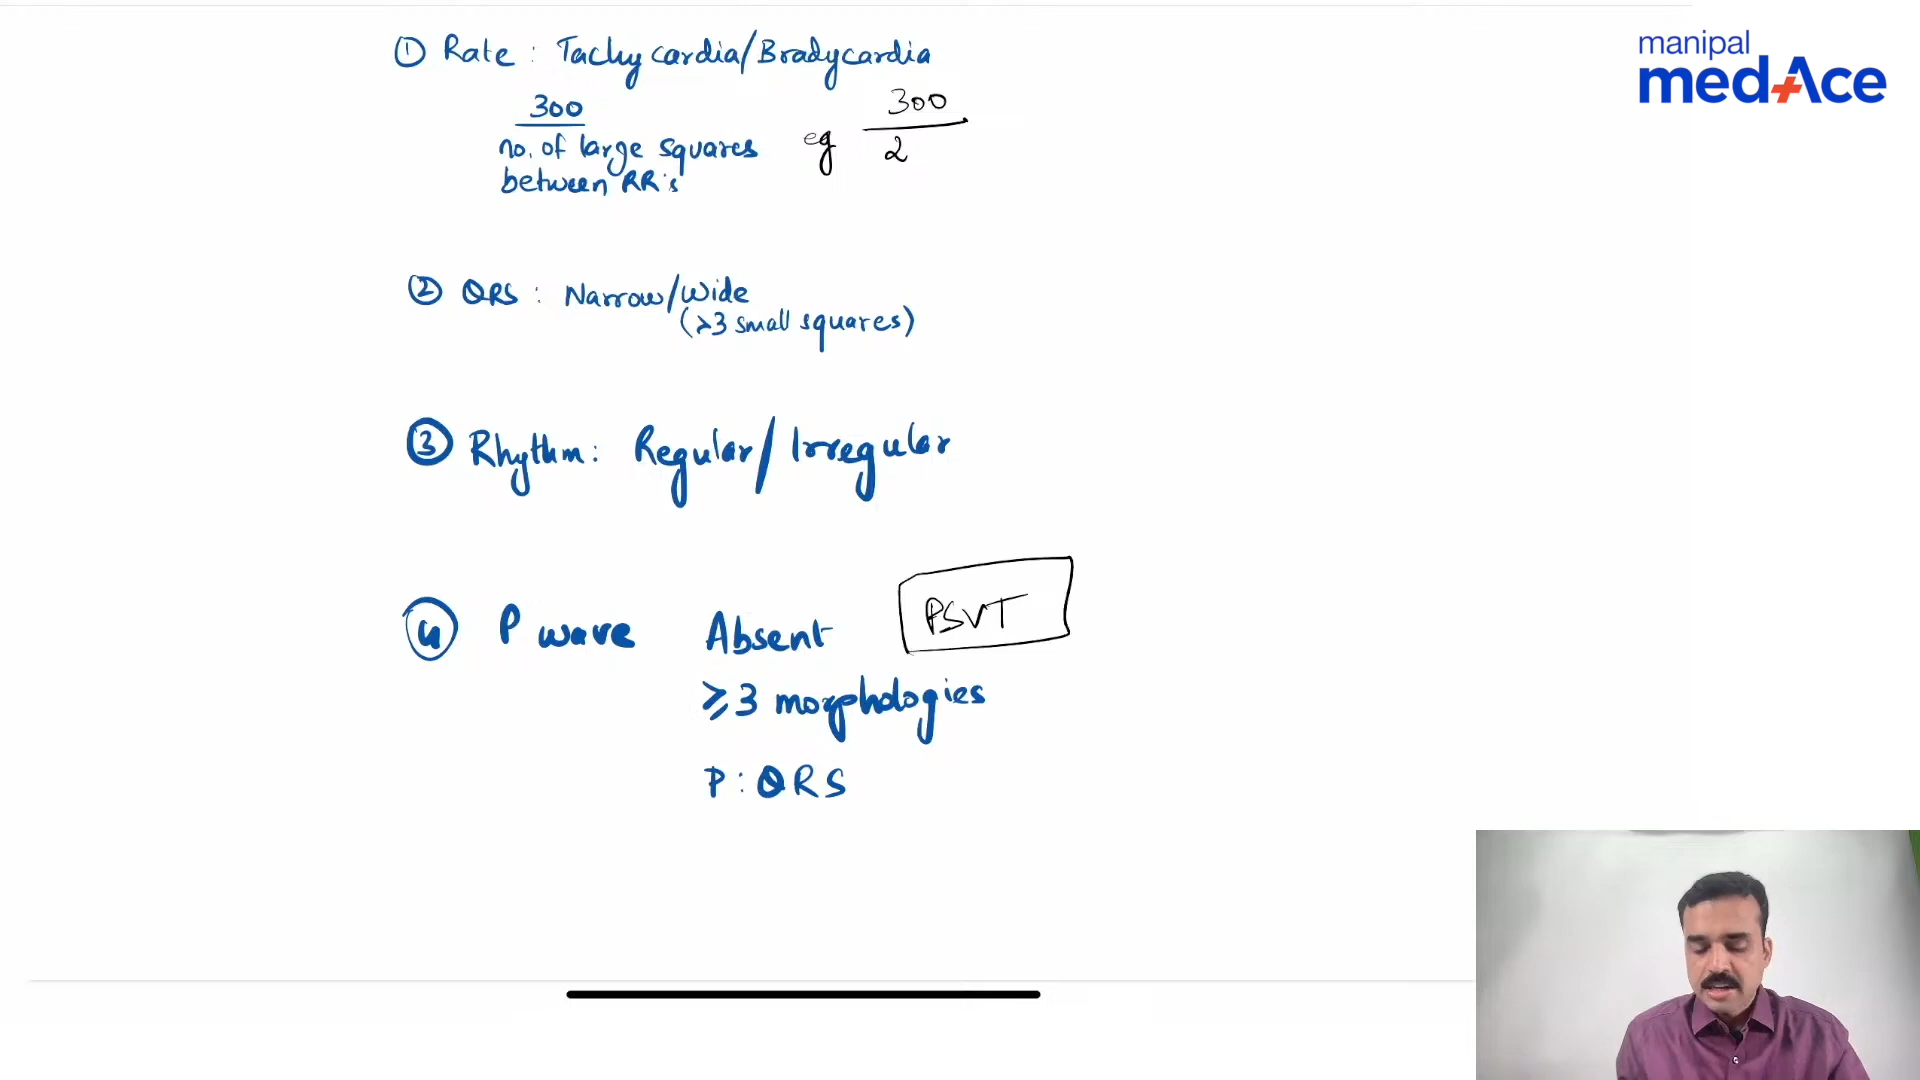 ① Rate : Tachycardia/Bradycardia
300
no. of large squares
between RR's
eg 300
2
② QRS : Narrow/Wide
(≥3 small squares)
③ Rhythm: Regular/Irregular
④ P wave Absent
PSVT
≥3 morphologies
P : QRS
manipal
medAce